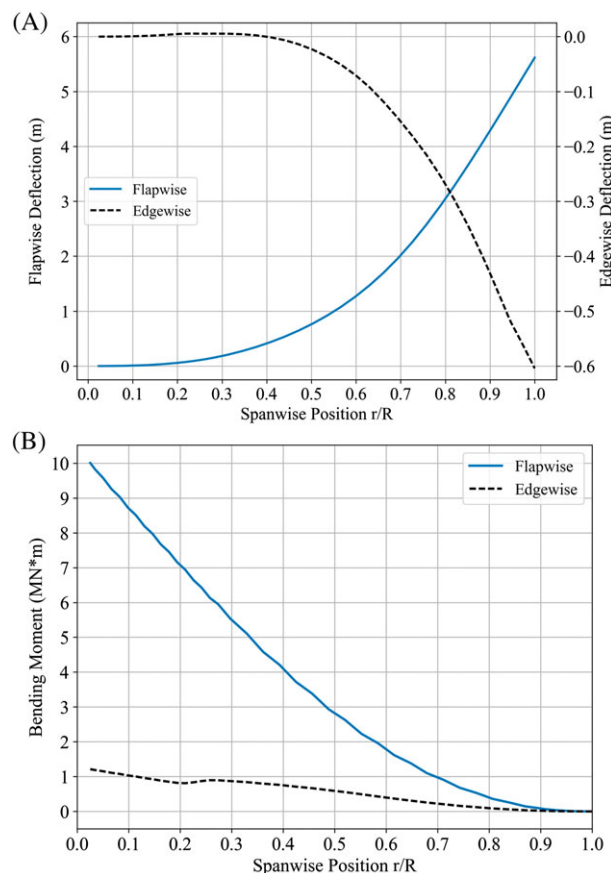 (A)
6
5
4
3
2
1
0
Flapwise Deflection (m)
0.0
−0.1
−0.2
−0.3
−0.4
−0.5
−0.6
Edgewise Deflection (m)
Flapwise
Edgewise
0.0 0.1 0.2 0.3 0.4 0.5 0.6 0.7 0.8 0.9 1.0
Spanwise Position r/R
(B)
10
9
8
7
6
5
4
3
2
1
0
Bending Moment (MN*m)
Flapwise
Edgewise
0.0 0.1 0.2 0.3 0.4 0.5 0.6 0.7 0.8 0.9 1.0
Spanwise Position r/R